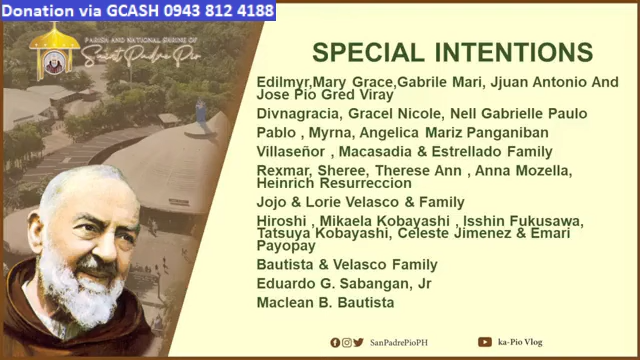 Donation via GCASH 0943 812 4188
PARISH AND NATIONAL SHRINE OF
Saint Padre Pio
SPECIAL INTENTIONS
Edilmyr,Mary Grace,Gabrile Mari, Jjuan Antonio And
Jose Pio Gred Viray
Divnagracia, Gracel Nicole, Nell Gabrielle Paulo
Pablo , Myrna, Angelica Mariz Panganiban
Villaseñor , Macasadia & Estrellado Family
Rexmar, Sheree, Therese Ann , Anna Mozella,
Heinrich Resurreccion
Jojo & Lorie Velasco & Family
Hiroshi , Mikaela Kobayashi , Isshin Fukusawa,
Tatsuya Kobayashi, Celeste Jimenez & Emari
Payopay
Bautista & Velasco Family
Eduardo G. Sabangan, Jr
Maclean B. Bautista
SanPadrePioPH
ka-Pio Vlog